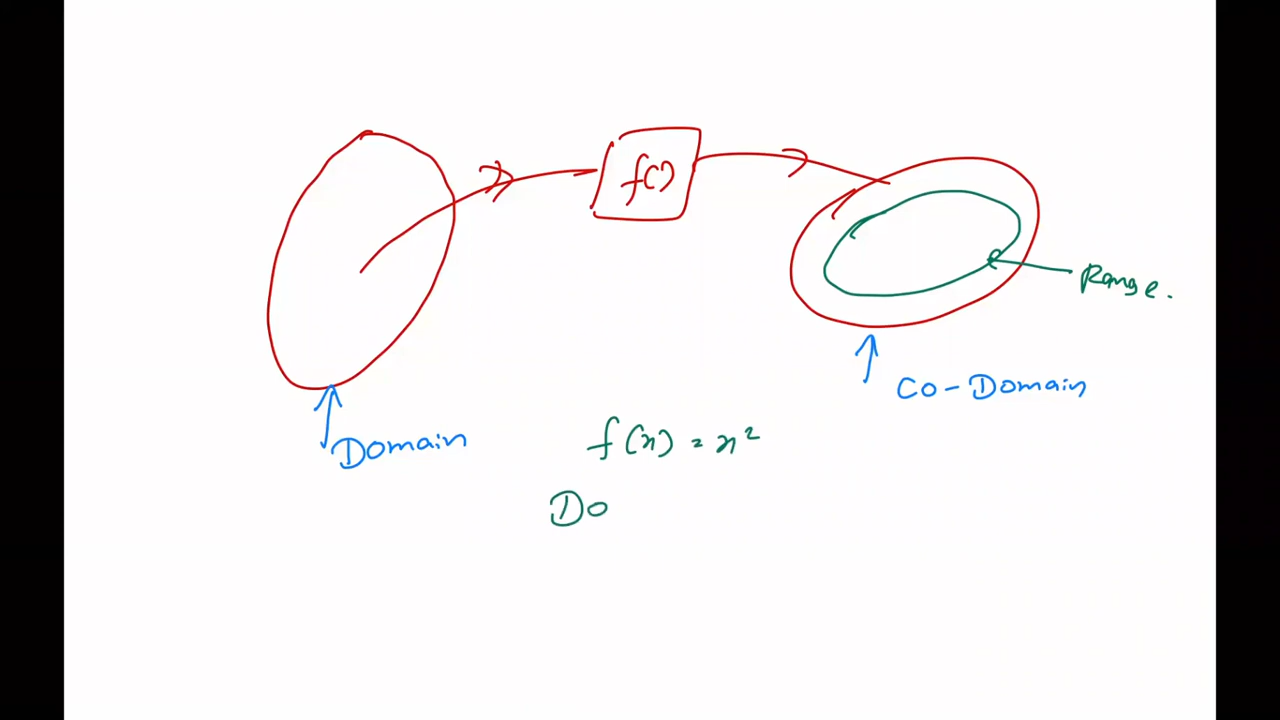 f()
Range.
Co-Domain
Domain
f(x) = x²
Do